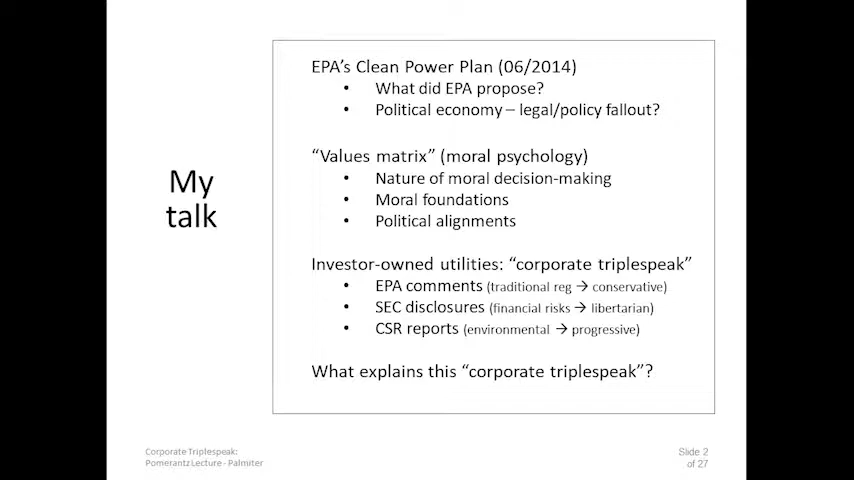 My
talk
EPA's Clean Power Plan (06/2014)
• What did EPA propose?
• Political economy – legal/policy fallout?
“Values matrix” (moral psychology)
• Nature of moral decision-making
• Moral foundations
• Political alignments
Investor-owned utilities: “corporate triplespeak”
• EPA comments (traditional reg → conservative)
• SEC disclosures (financial risks → libertarian)
• CSR reports (environmental → progressive)
What explains this “corporate triplespeak”?
Corporate Triplespeak:
Pomerantz Lecture - Palmiter
Slide 2
of 27